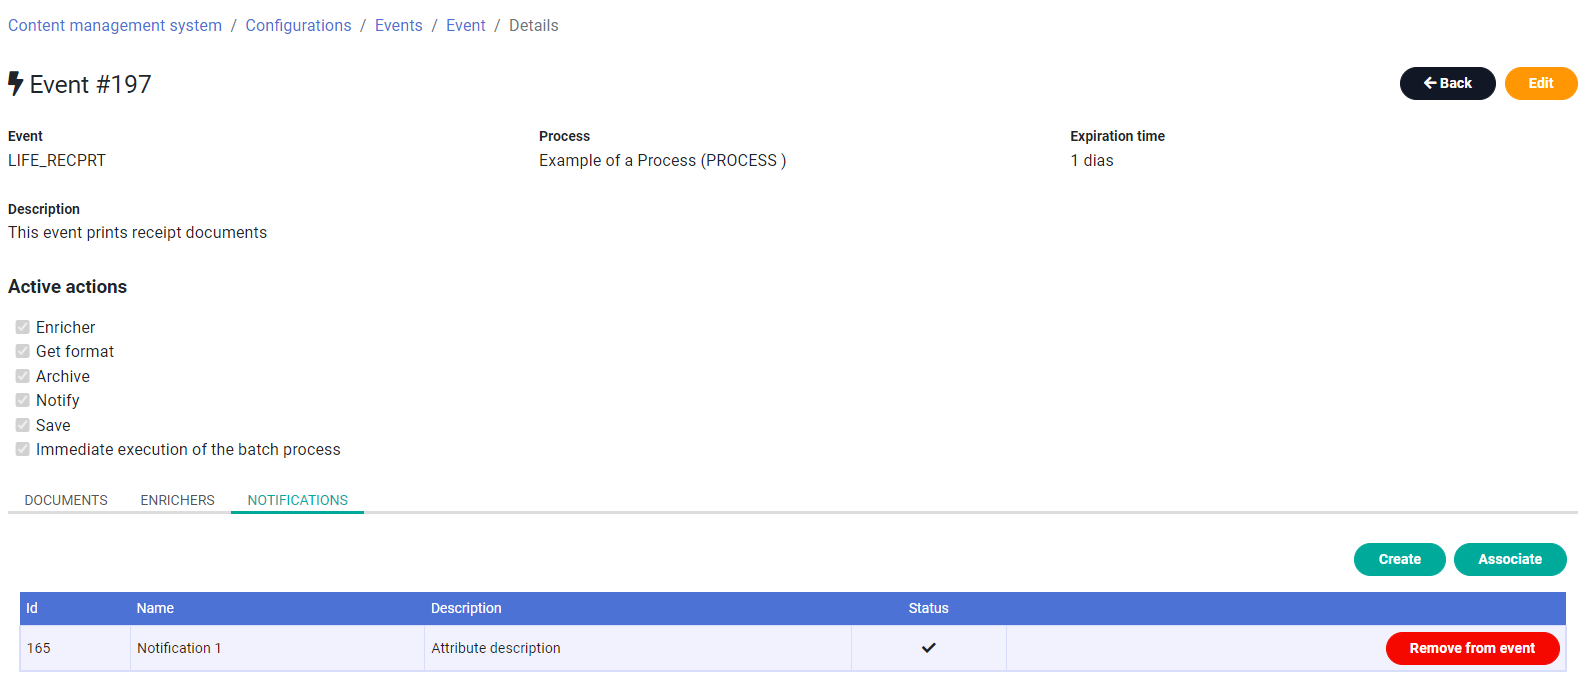 Content management system / Configurations / Events / Event / Details
Event #197
Back
Edit
Event
Process
Expiration time
LIFE_RECPRT
Example of a Process (PROCESS )
1 dias
Description
This event prints receipt documents
Active actions
Enricher
Get format
Archive
Notify
Save
Immediate execution of the batch process
DOCUMENTS
ENRICHERS
NOTIFICATIONS
Create
Associate
Id
Name
Description
Status
165
Notification 1
Attribute description
Remove from event